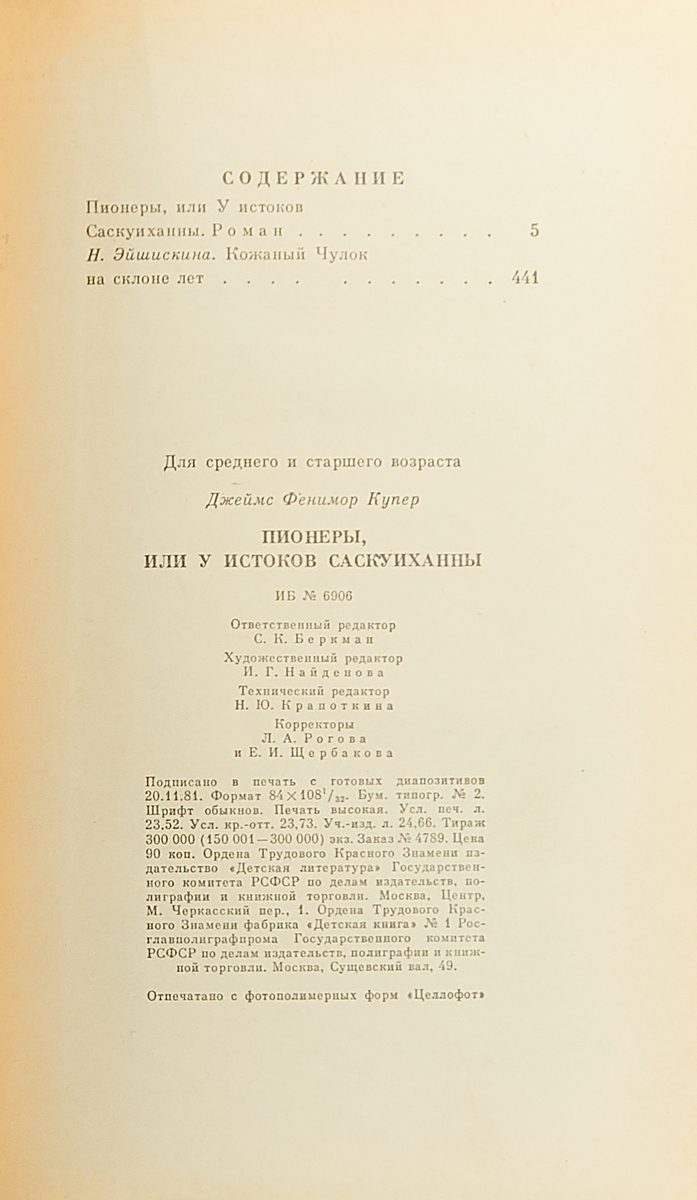 СОДЕРЖАНИЕ
Пионеры, или У истоков
Саскуиханны. Роман . . . . . . . . . 5
Н. Эйшискина. Кожаный Чулок
на склоне лет . . . . . . . . . . . 441
Для среднего и старшего возраста
Джеймс Фенимор Купер
ПИОНЕРЫ,
ИЛИ У ИСТОКОВ САСКУИХАННЫ
ИБ № 6906
Ответственный редактор
С. К. Беркман
Художественный редактор
И. Г. Найденова
Технический редактор
Н. Ю. Крапоткина
Корректоры
Л. А. Рогова
и Е. И. Щербакова
Подписано в печать с готовых диапозитивов
20.11.81. Формат 84×108¹/₃₂. Бум. типогр. № 2.
Шрифт обыкнов. Печать высокая. Усл. печ. л.
23,52. Усл. кр.-отт. 23,73. Уч.-изд. л. 24,66. Тираж
300 000 (150 001—300 000) экз. Заказ № 4789. Цена
90 коп. Ордена Трудового Красного Знамени из-
дательство «Детская литература» Государствен-
ного комитета РСФСР по делам издательств, по-
лиграфии и книжной торговли. Москва, Центр,
М. Черкасский пер., 1. Ордена Трудового Крас-
ного Знамени фабрика «Детская книга» № 1 Рос-
главполиграфпрома Государственного комитета
РСФСР по делам издательств, полиграфии и книж-
ной торговли. Москва, Сущевский вал, 49.
Отпечатано с фотополимерных форм «Целлофот»